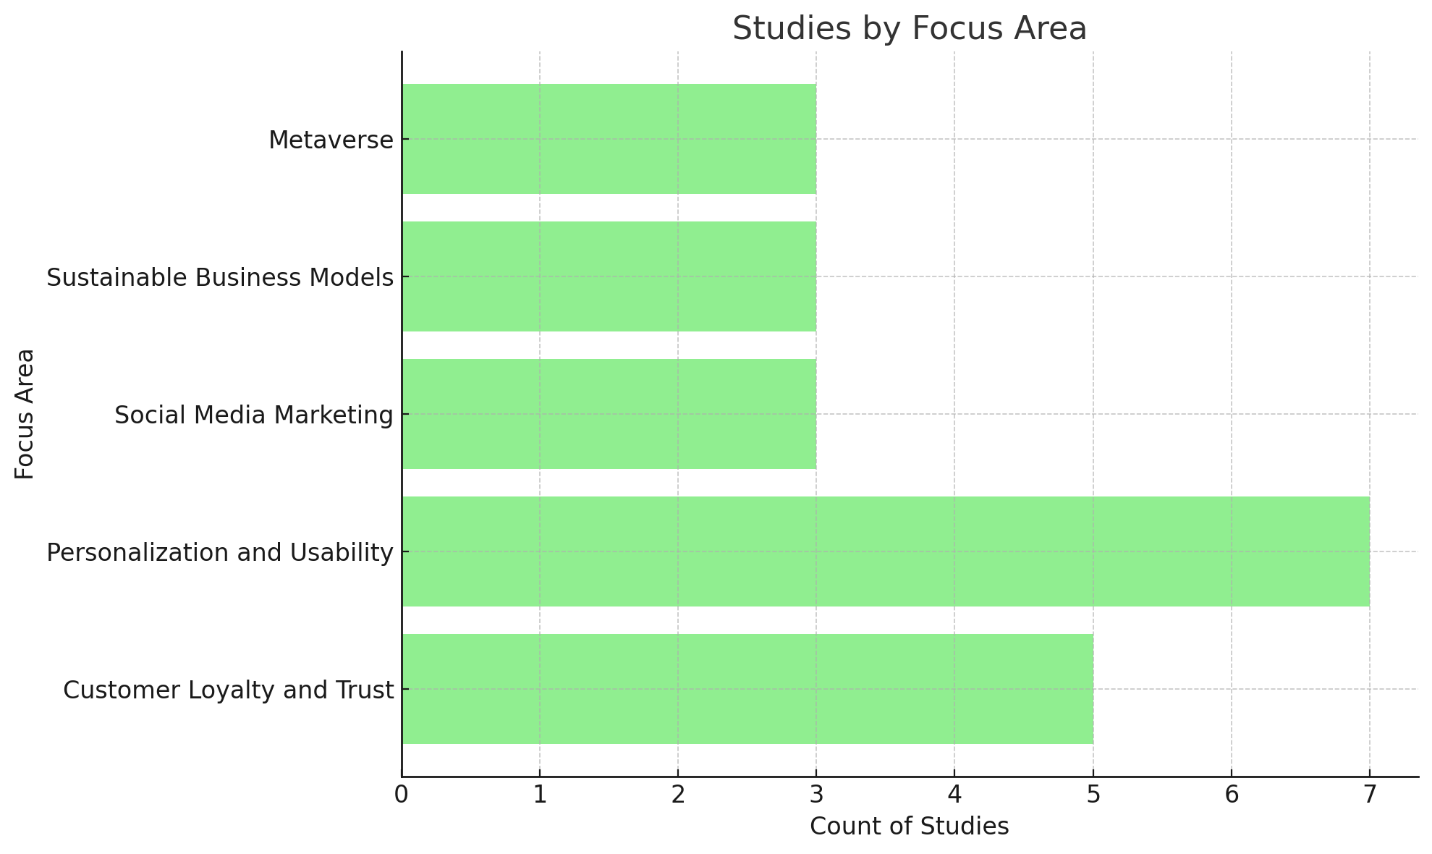 Studies by Focus Area
Metaverse
Sustainable Business Models
Social Media Marketing
Personalization and Usability
Customer Loyalty and Trust
Focus Area
0 1 2 3 4 5 6 7
Count of Studies